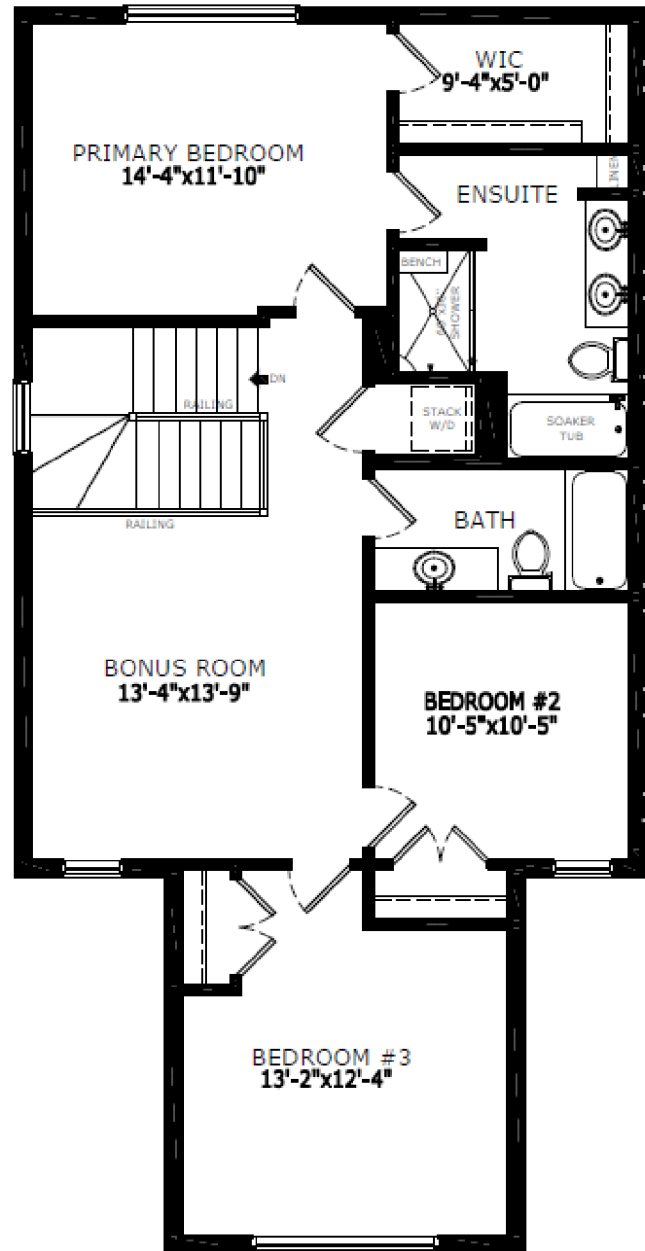 WIC
9'-4"x5'-0"
PRIMARY BEDROOM
14'-4"x11'-10"
ENSUITE
LINEN
BENCH
SHOWER
DN
RAILING
STACK
W/D
SOAKER
TUB
RAILING
BATH
BONUS ROOM
13'-4"x13'-9"
BEDROOM #2
10'-5"x10'-5"
BEDROOM #3
13'-2"x12'-4"